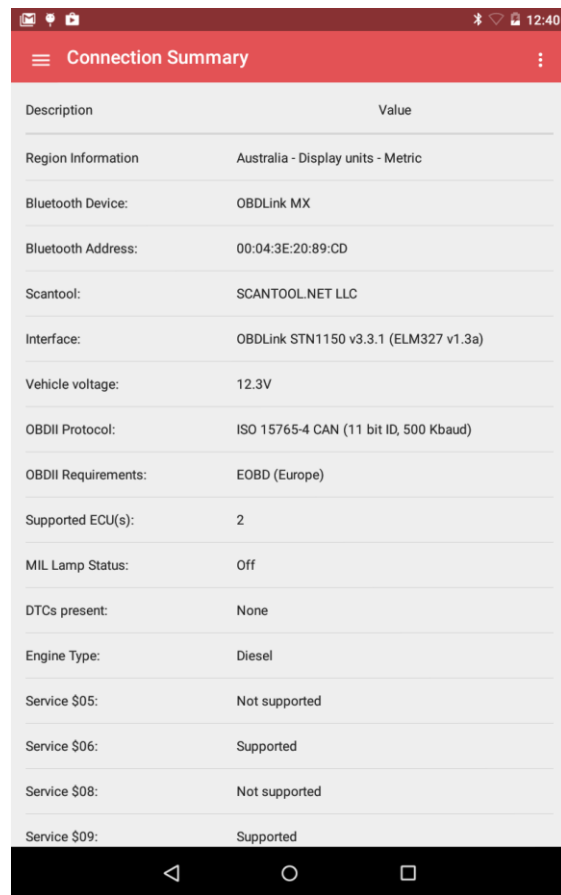 12:40
Connection Summary
Description Value
Region Information Australia - Display units - Metric
Bluetooth Device: OBDLink MX
Bluetooth Address: 00:04:3E:20:89:CD
Scantool: SCANTOOL.NET LLC
Interface: OBDLink STN1150 v3.3.1 (ELM327 v1.3a)
Vehicle voltage: 12.3V
OBDII Protocol: ISO 15765-4 CAN (11 bit ID, 500 Kbaud)
OBDII Requirements: EOBD (Europe)
Supported ECU(s): 2
MIL Lamp Status: Off
DTCs present: None
Engine Type: Diesel
Service $05: Not supported
Service $06: Supported
Service $08: Not supported
Service $09: Supported